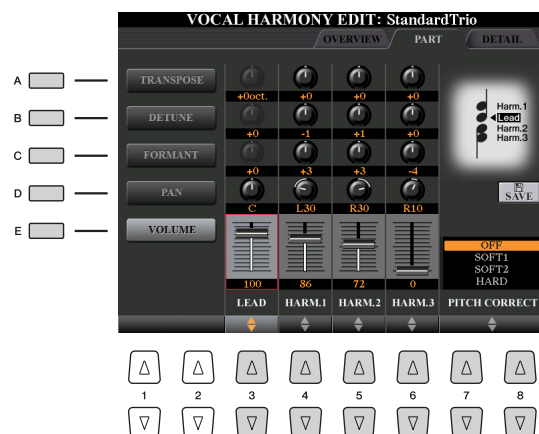 VOCAL HARMONY EDIT: StandardTrio
OVERVIEW PART DETAIL
A TRANSPOSE +0oct. +0 +0 +0
B DETUNE +0 -1 +1 +0
C FORMANT +0 +3 +3 -4
D PAN C L30 R30 R10
E VOLUME 100 86 72 0
Harm.1
Lead
Harm.2
Harm.3
SAVE
OFF
SOFT1
SOFT2
HARD
LEAD HARM.1 HARM.2 HARM.3 PITCH CORRECT
1 2 3 4 5 6 7 8